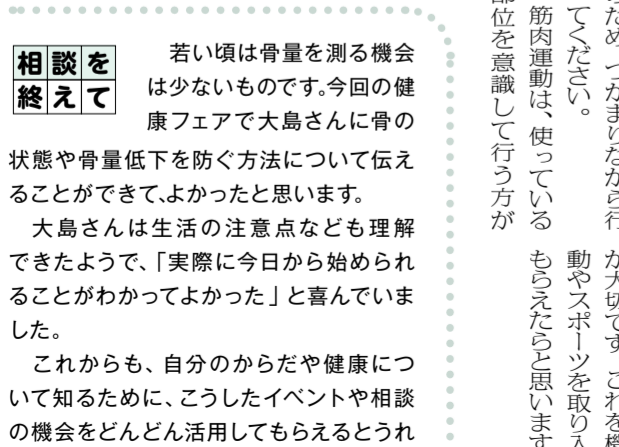 相談を
終えて
若い頃は骨量を測る機会
は少ないものです。今回の健
康フェアで大島さんに骨の
状態や骨量低下を防ぐ方法について伝え
ることができて、よかったと思います。
大島さんは生活の注意点なども理解
できたようで、「実際に今日から始められ
ることがわかってよかった」と喜んでいま
した。
これからも、自分のからだや健康につ
いて知るために、こうしたイベントや相談
の機会をどんどん活用してもらえるとうれ
つかまりながら行
てください。
筋肉運動は、使っている
部位を意識して行う方が
が大切です。これを機
動やスポーツを取り入
もらえたらと思います